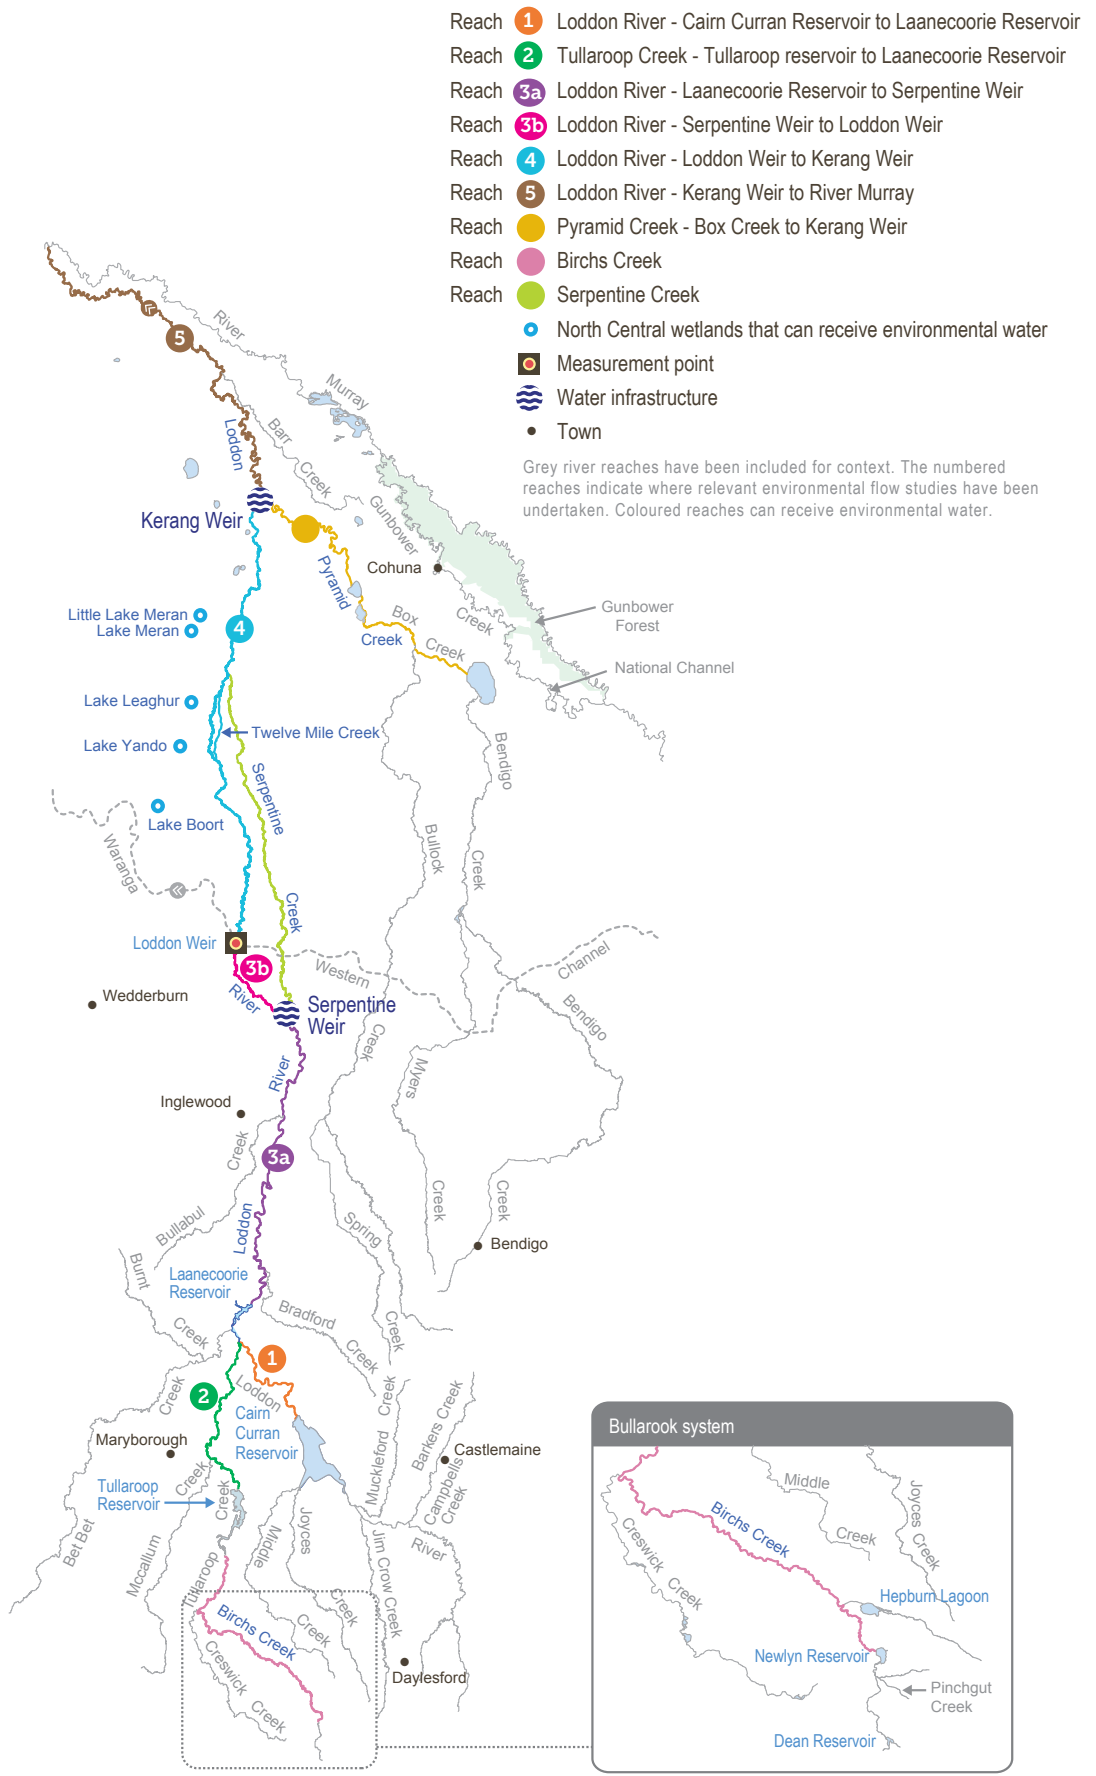 Reach 1 Loddon River - Cairn Curran Reservoir to Laanecoorie Reservoir
Reach 2 Tullaroop Creek - Tullaroop reservoir to Laanecoorie Reservoir
Reach 3a Loddon River - Laanecoorie Reservoir to Serpentine Weir
Reach 3b Loddon River - Serpentine Weir to Loddon Weir
Reach 4 Loddon River - Loddon Weir to Kerang Weir
Reach 5 Loddon River - Kerang Weir to River Murray
Reach Pyramid Creek - Box Creek to Kerang Weir
Reach Birchs Creek
Reach Serpentine Creek
North Central wetlands that can receive environmental water
Measurement point
Water infrastructure
Town
Grey river reaches have been included for context. The numbered
reaches indicate where relevant environmental flow studies have been
undertaken. Coloured reaches can receive environmental water.
River
Murray
5
Loddon
Barr
Creek
Kerang Weir
Gunbower
Creek
Cohuna
Pyramid
Creek
Box
Creek
Gunbower
Forest
National Channel
Little Lake Meran
Lake Meran
4
Lake Leaghur
Twelve Mile Creek
Lake Yando
Lake Boort
Serpentine
Creek
Bendigo
Creek
Bullock
Creek
Waranga
Western
Channel
Loddon Weir
3b
River
Serpentine
Weir
Wedderburn
Bendigo
Creek
Myers
Creek
River
Inglewood
Creek
Bullabul
3a
Loddon
Spring
Creek
Bendigo
Burnt
Creek
Laanecoorie
Reservoir
Bradford
Creek
1
2
Loddon
Creek
Cairn
Curran
Reservoir
Maryborough
Muckleford
Creek
Barkers Creek
Castlemaine
Campbells
Creek
Tullaroop
Reservoir
Creek
Creek
Bet Bet
Mccallum
Tullaroop
Middle
Creek
Joyces
Creek
Jim Crow Creek
River
Birchs Creek
Creswick
Creek
Daylesford
Bullarook system
Middle
Creek
Joyces Creek
Birchs Creek
Creswick
Creek
Hepburn Lagoon
Newlyn Reservoir
Pinchgut
Creek
Dean Reservoir